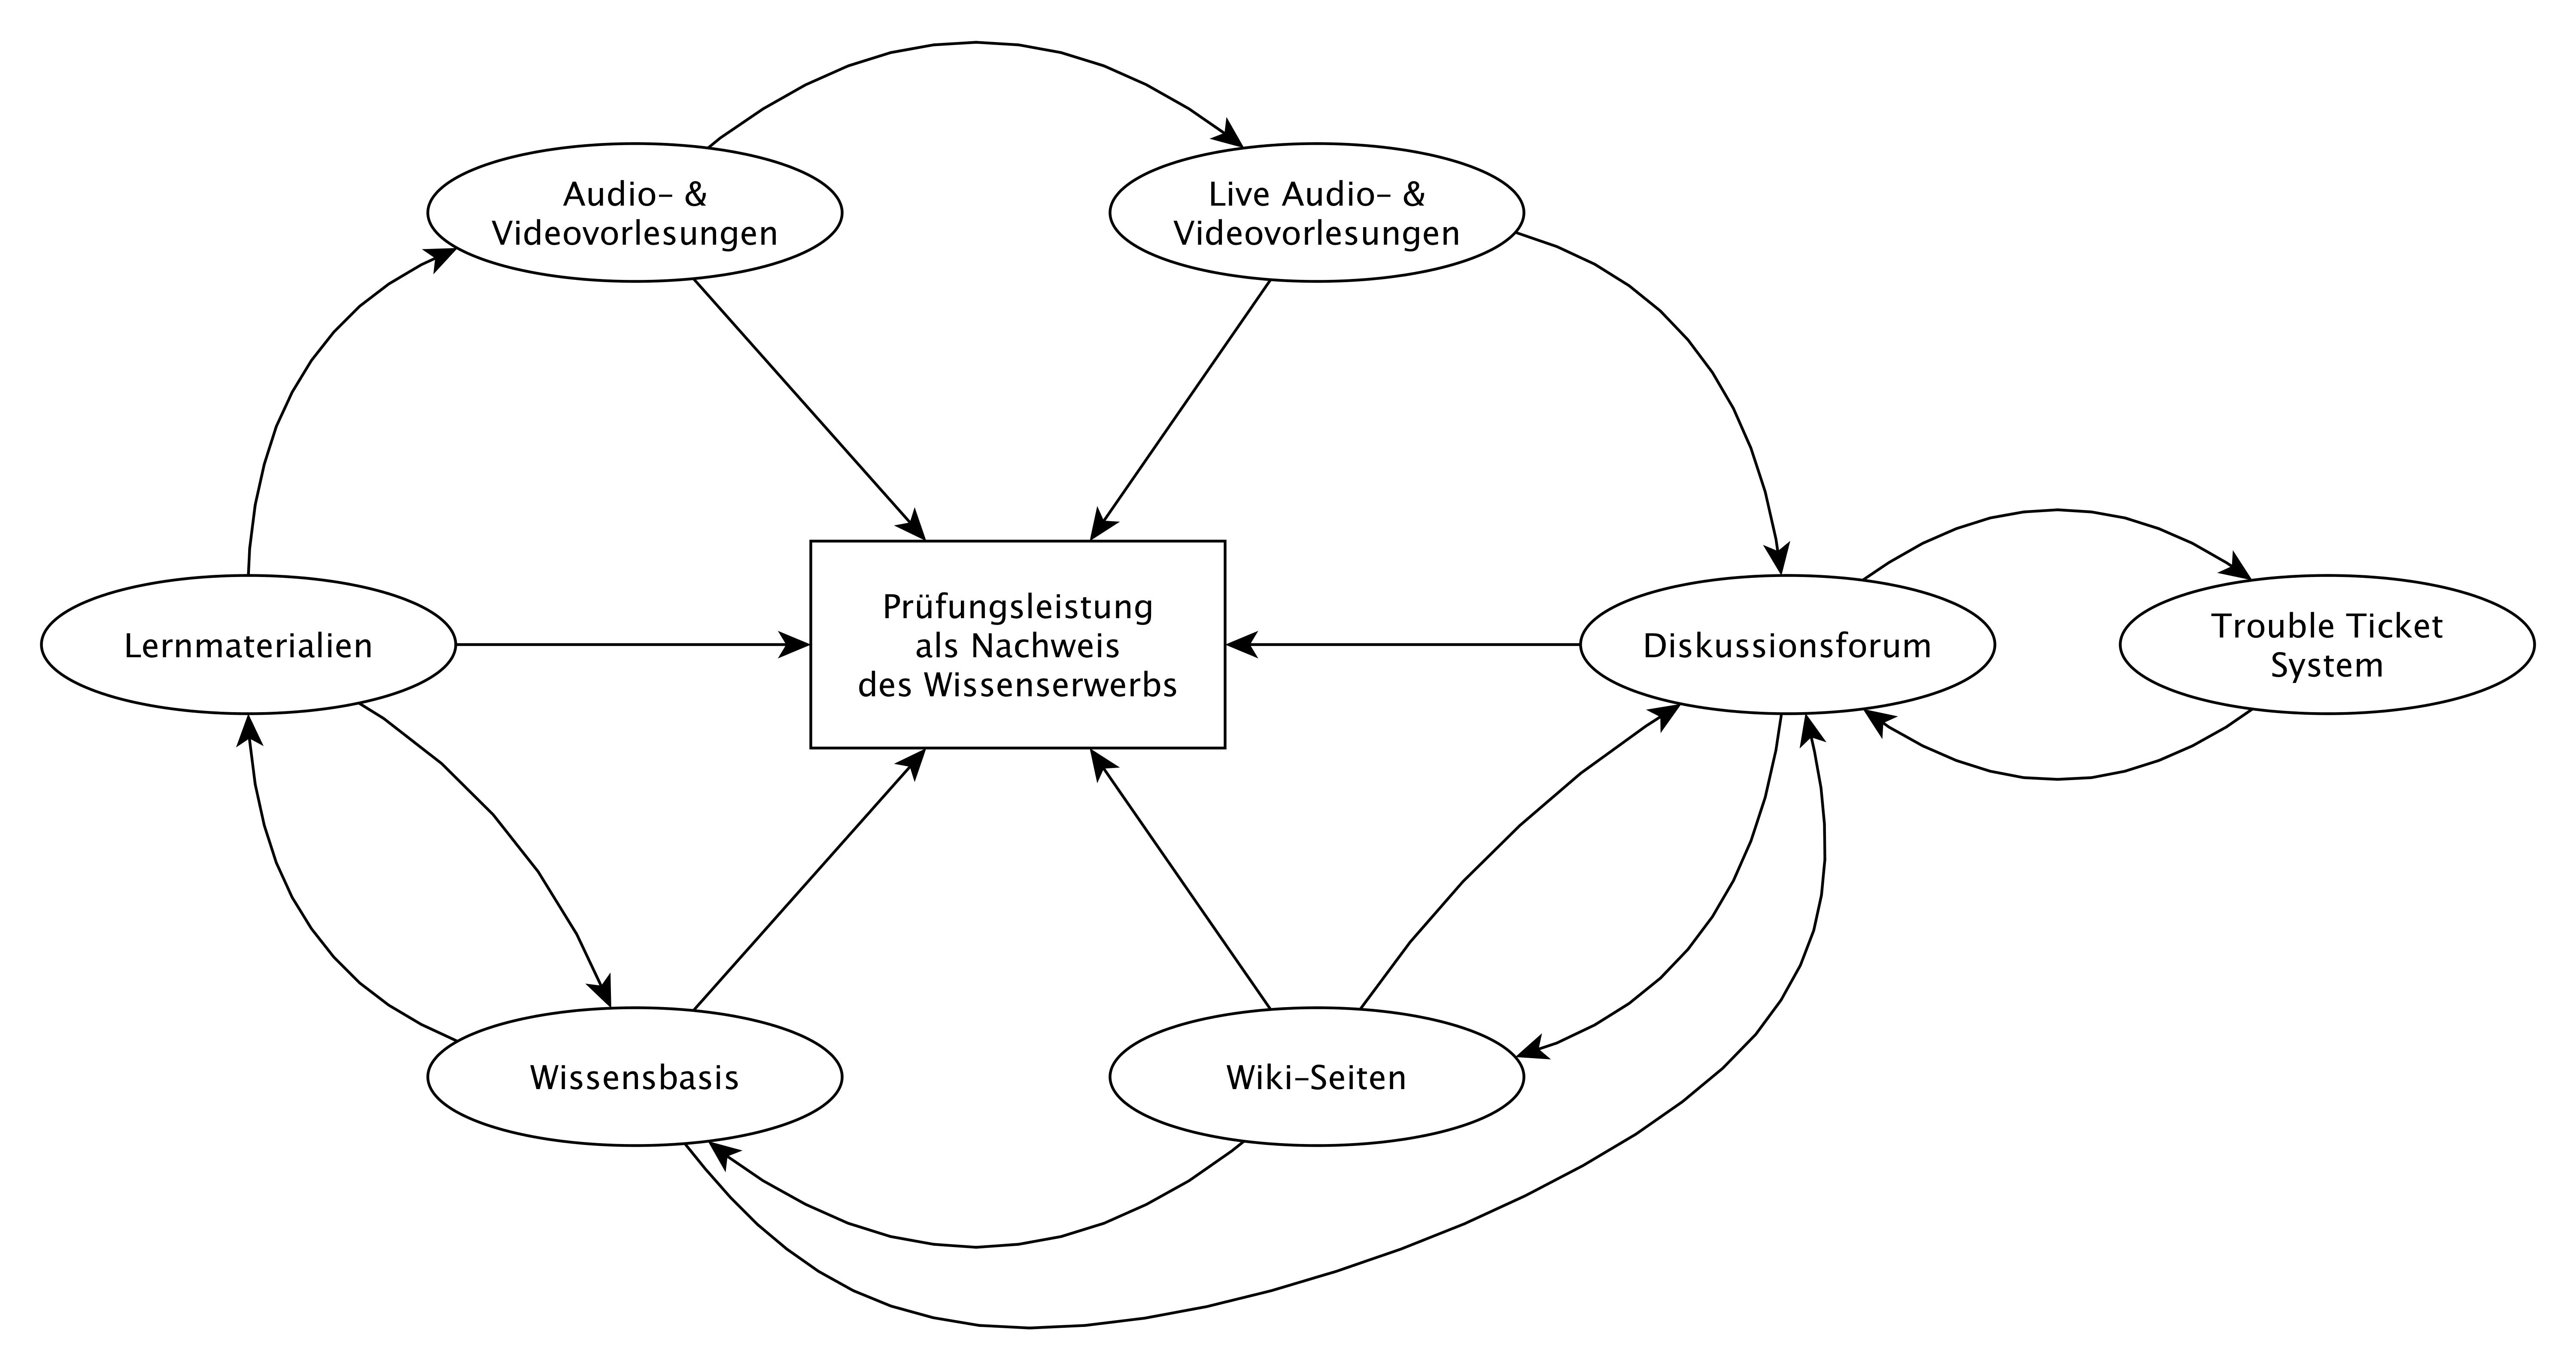 Audio- &
Videovorlesungen
Live Audio- &
Videovorlesungen
Lernmaterialien
Prüfungsleistung
als Nachweis
des Wissenserwerbs
Diskussionsforum
Trouble Ticket
System
Wissensbasis
Wiki-Seiten